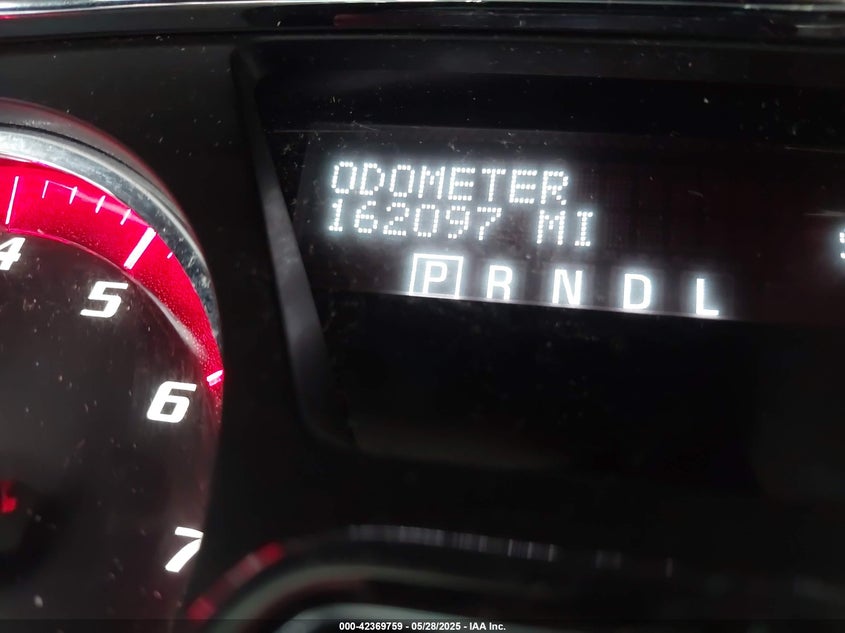 ODOMETER
162097 MI
P R N D L
4
5
6
7
000-42369759 - 05/28/2025 - IAA Inc.